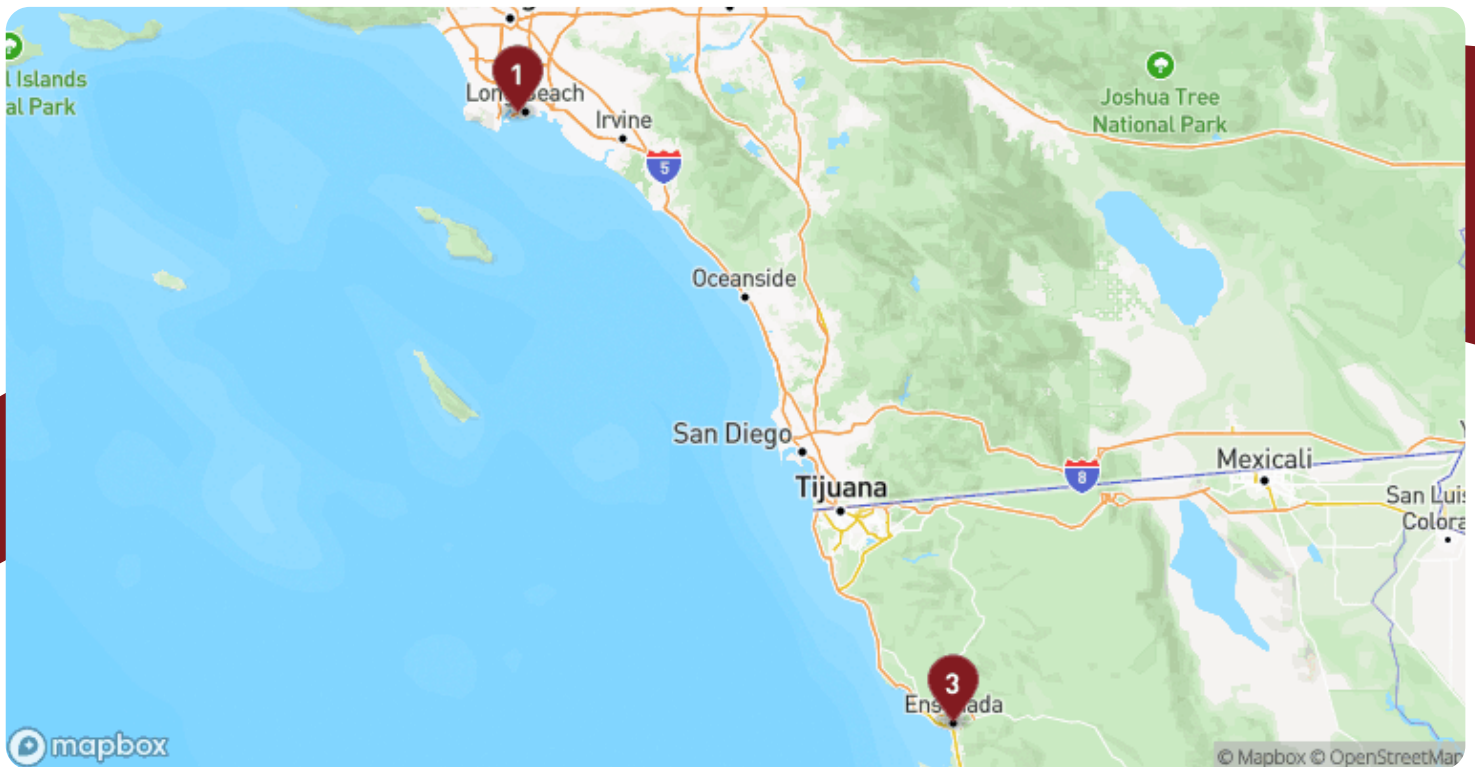 1
Long Beach
l Islands
al Park
Irvine
Joshua Tree
National Park
5
Oceanside
San Diego
Mexicali
8
Tijuana
San Luis
Colora
3
Ensenada
mapbox
© Mapbox © OpenStreetMap